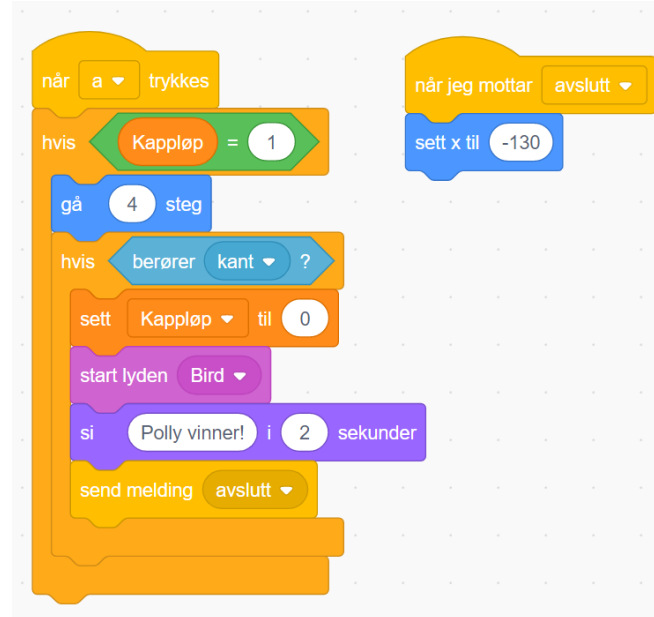 når a trykkes
hvis Kappløp = 1
gå 4 steg
hvis berører kant ?
sett Kappløp til 0
start lyden Bird
si Polly vinner! i 2 sekunder
send melding avslutt
når jeg mottar avslutt
sett x til -130